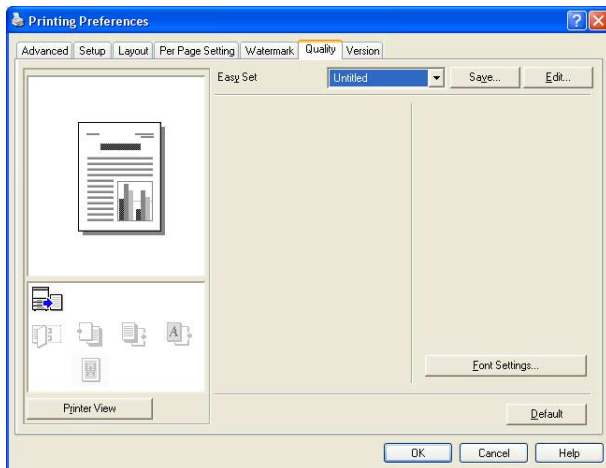 Printing Preferences
Advanced Setup Layout Per Page Setting Watermark Quality Version
Easy Set Untitled Save... Edit...
A
Font Settings...
Printer View
Default
OK Cancel Help